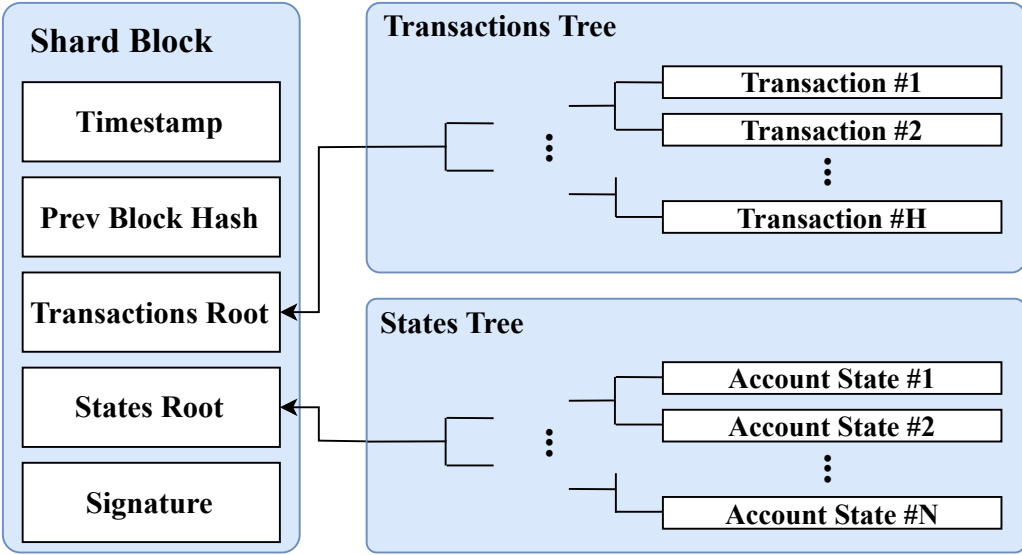 Shard Block
Timestamp
Prev Block Hash
Transactions Root
States Root
Signature
Transactions Tree
Transaction #1
Transaction #2
Transaction #H
States Tree
Account State #1
Account State #2
Account State #N